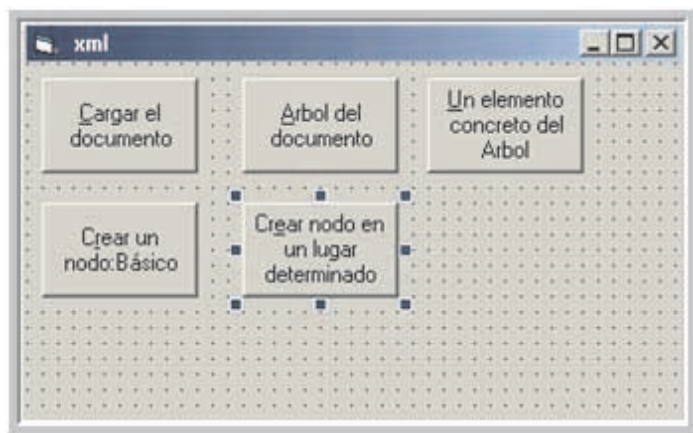 xml
Cargar el
documento
Arbol del
documento
Un elemento
concreto del
Arbol
Crear un
nodo:Básico
Crear nodo en
un lugar
determinado